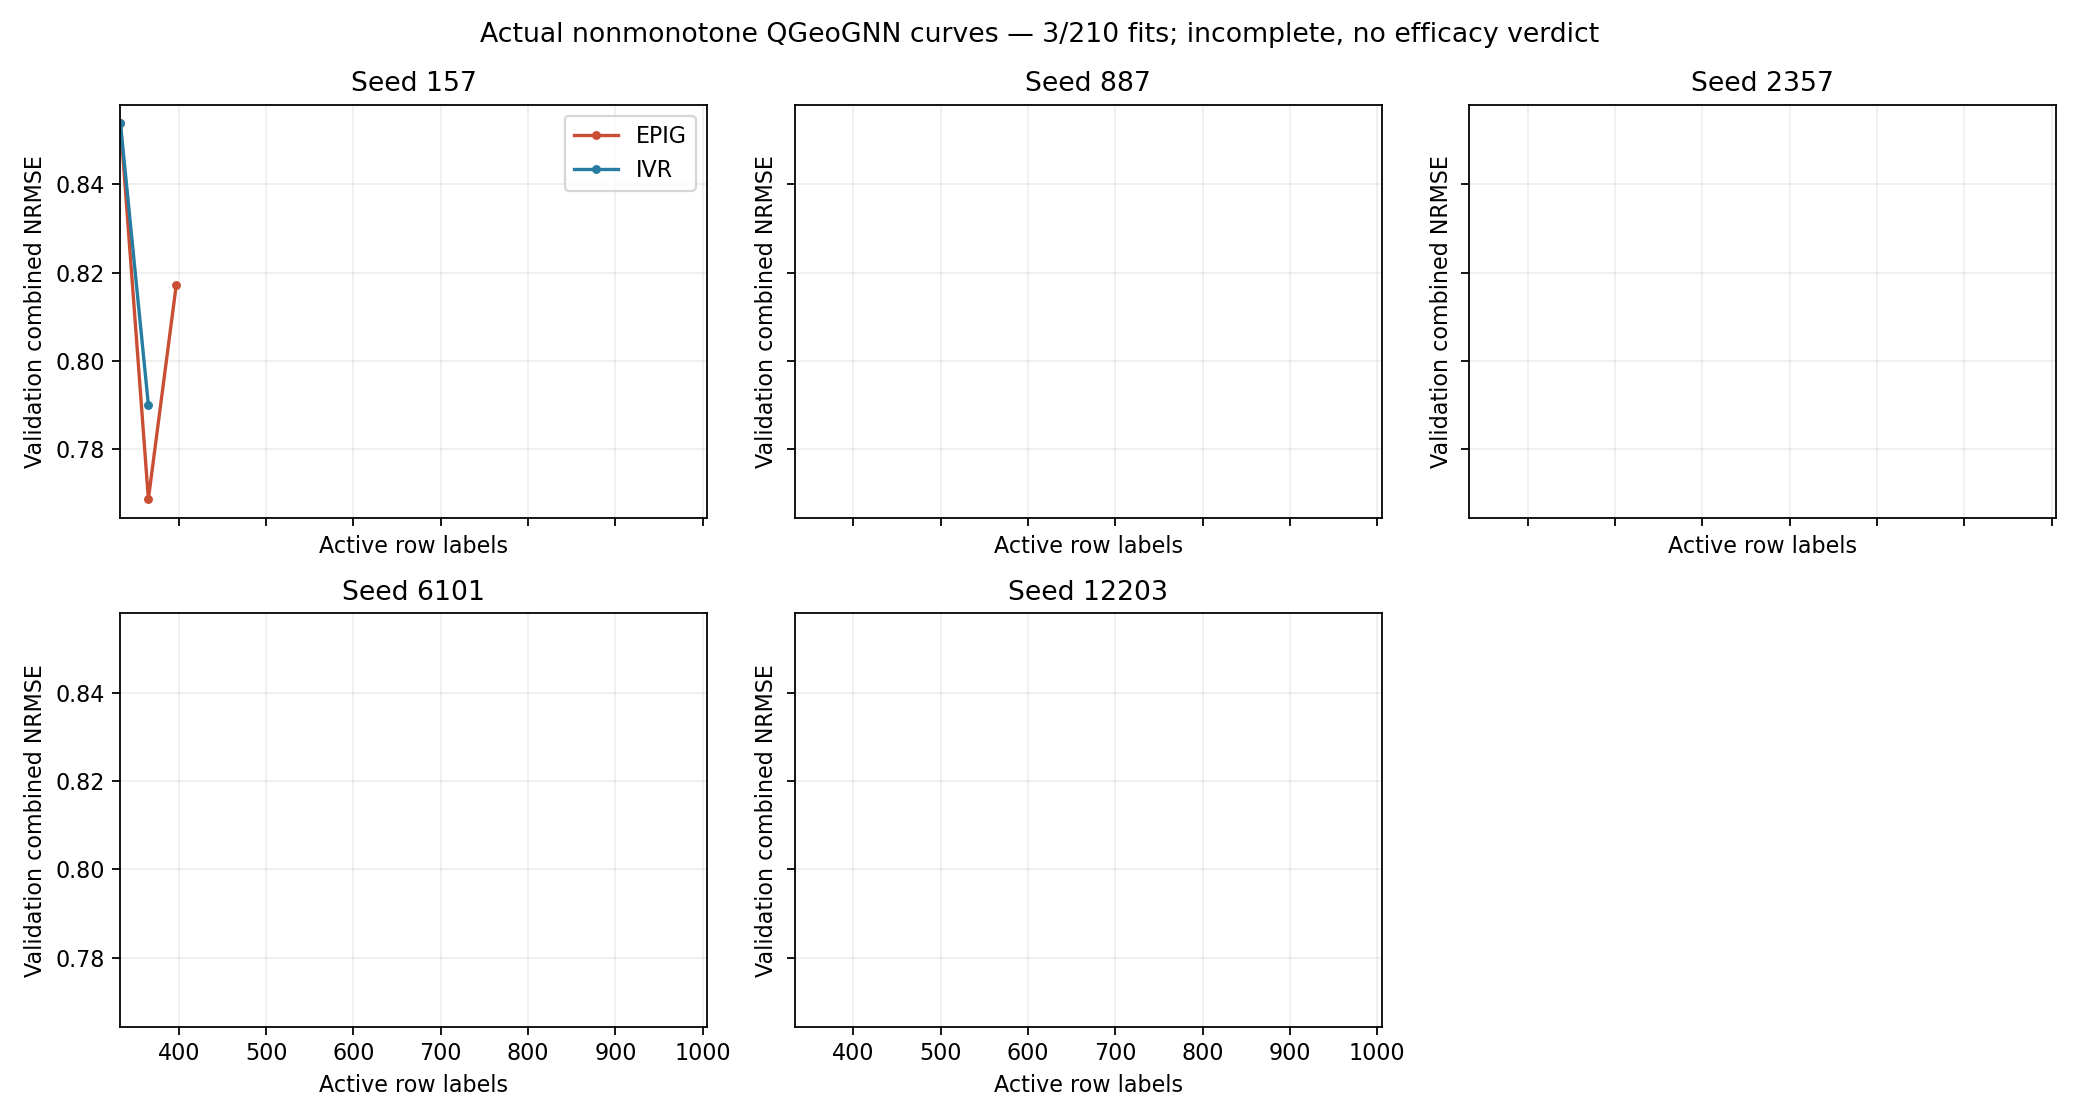 Actual nonmonotone QGeoGNN curves — 3/210 fits; incomplete, no efficacy verdict
Seed 157
Validation combined NRMSE
0.84
0.82
0.80
0.78
EPIG
IVR
Active row labels
Seed 887
Validation combined NRMSE
Active row labels
Seed 2357
Validation combined NRMSE
Active row labels
Seed 6101
Validation combined NRMSE
0.84
0.82
0.80
0.78
400 500 600 700 800 900 1000
Active row labels
Seed 12203
Validation combined NRMSE
400 500 600 700 800 900 1000
Active row labels